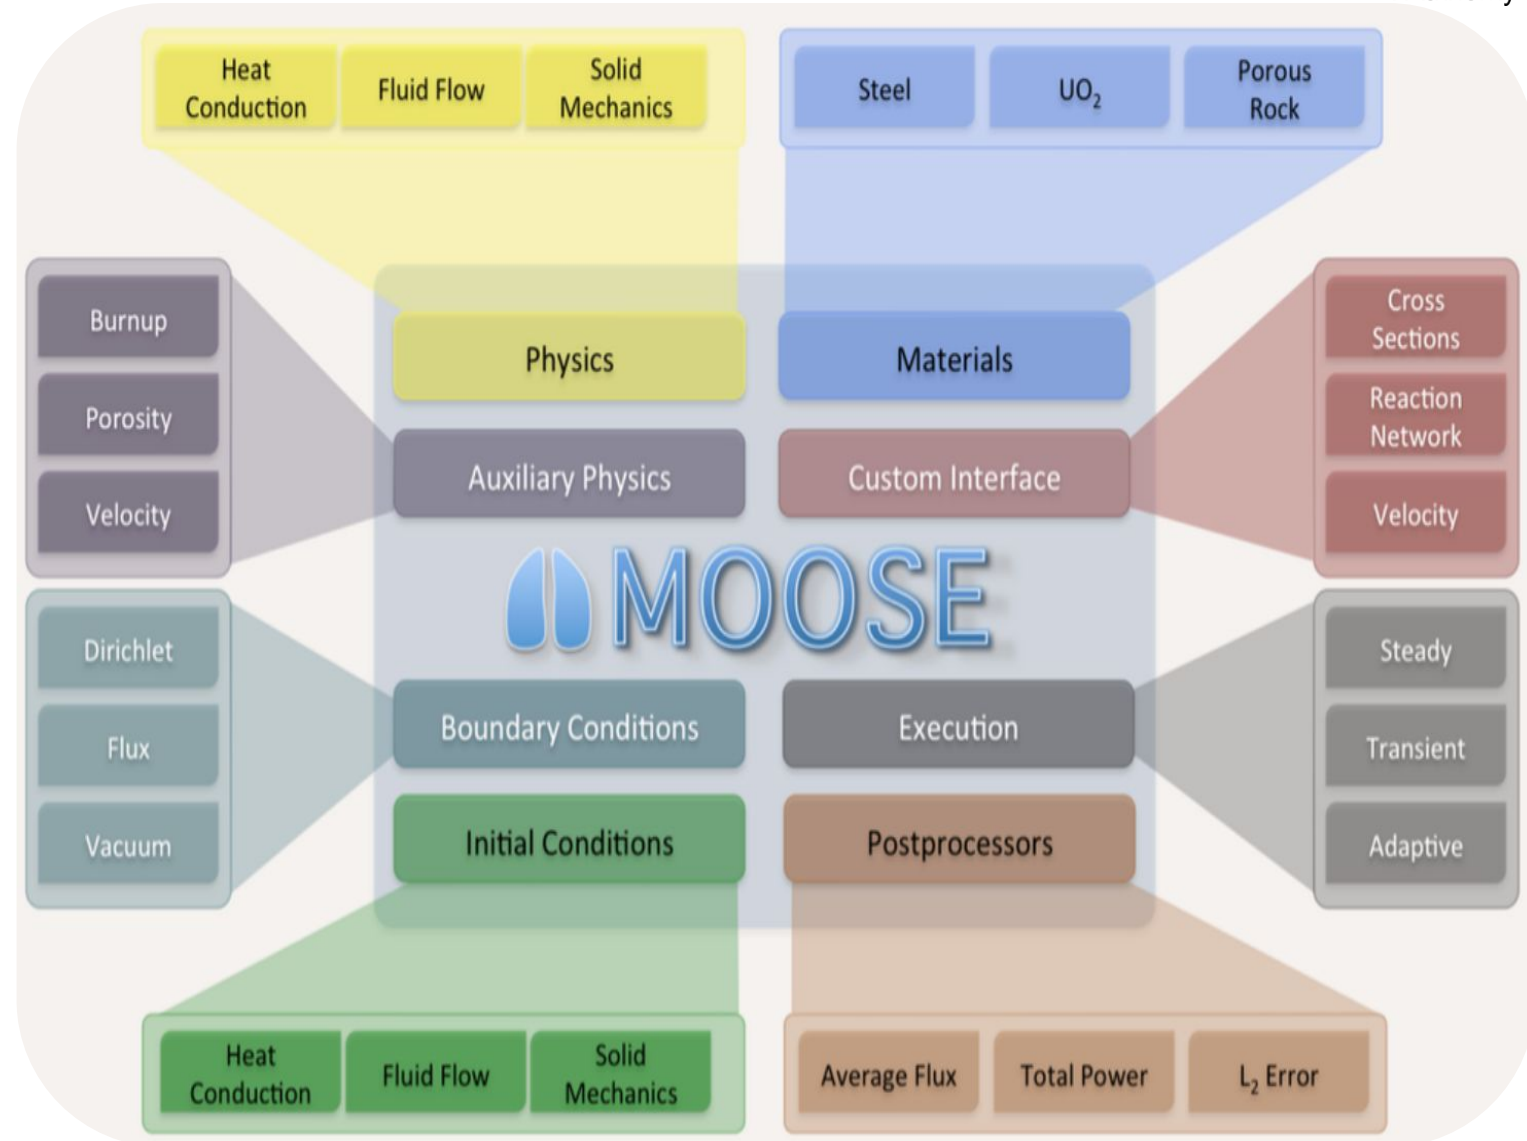 Heat
Conduction
Fluid Flow
Solid
Mechanics
Steel
UO₂
Porous
Rock
Burnup
Porosity
Velocity
Physics
Materials
Cross
Sections
Reaction
Network
Velocity
Auxiliary Physics
Custom Interface
MOOSE
Dirichlet
Flux
Vacuum
Boundary Conditions
Execution
Steady
Transient
Adaptive
Initial Conditions
Postprocessors
Heat
Conduction
Fluid Flow
Solid
Mechanics
Average Flux
Total Power
L₂ Error